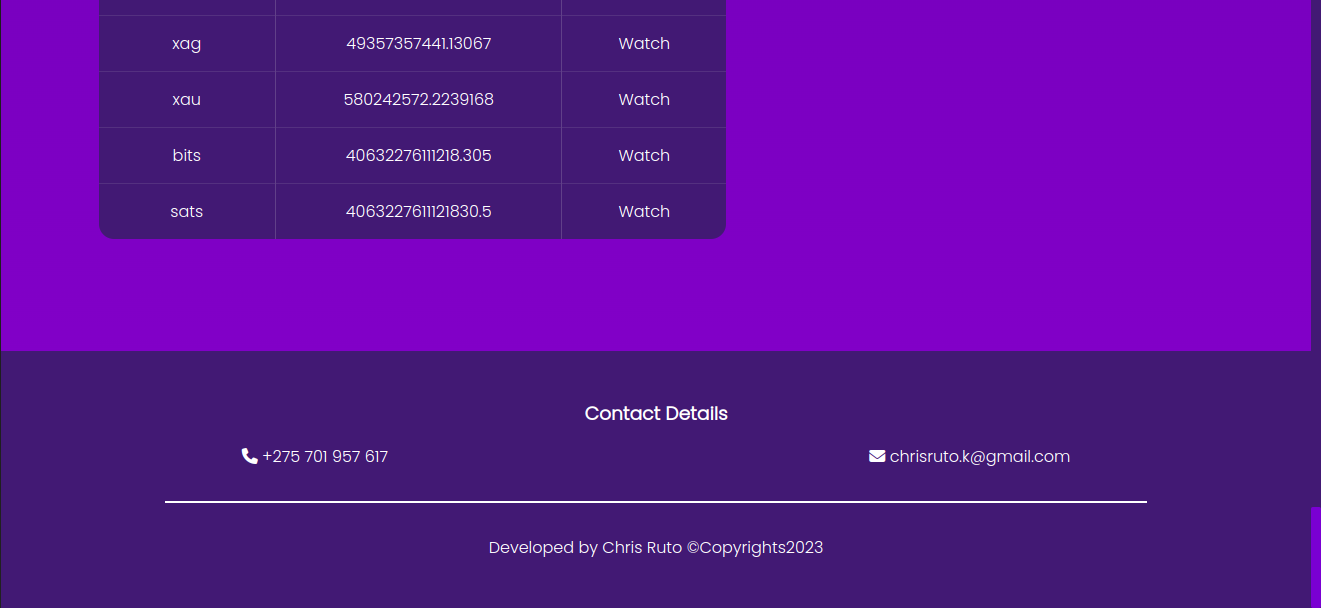 xag 49357357441.13067 Watch
xau 580242572.2239168 Watch
bits 40632276111218.305 Watch
sats 4063227611121830.5 Watch
Contact Details
+275 701 957 617 chrisruto.k@gmail.com
Developed by Chris Ruto ©Copyrights2023